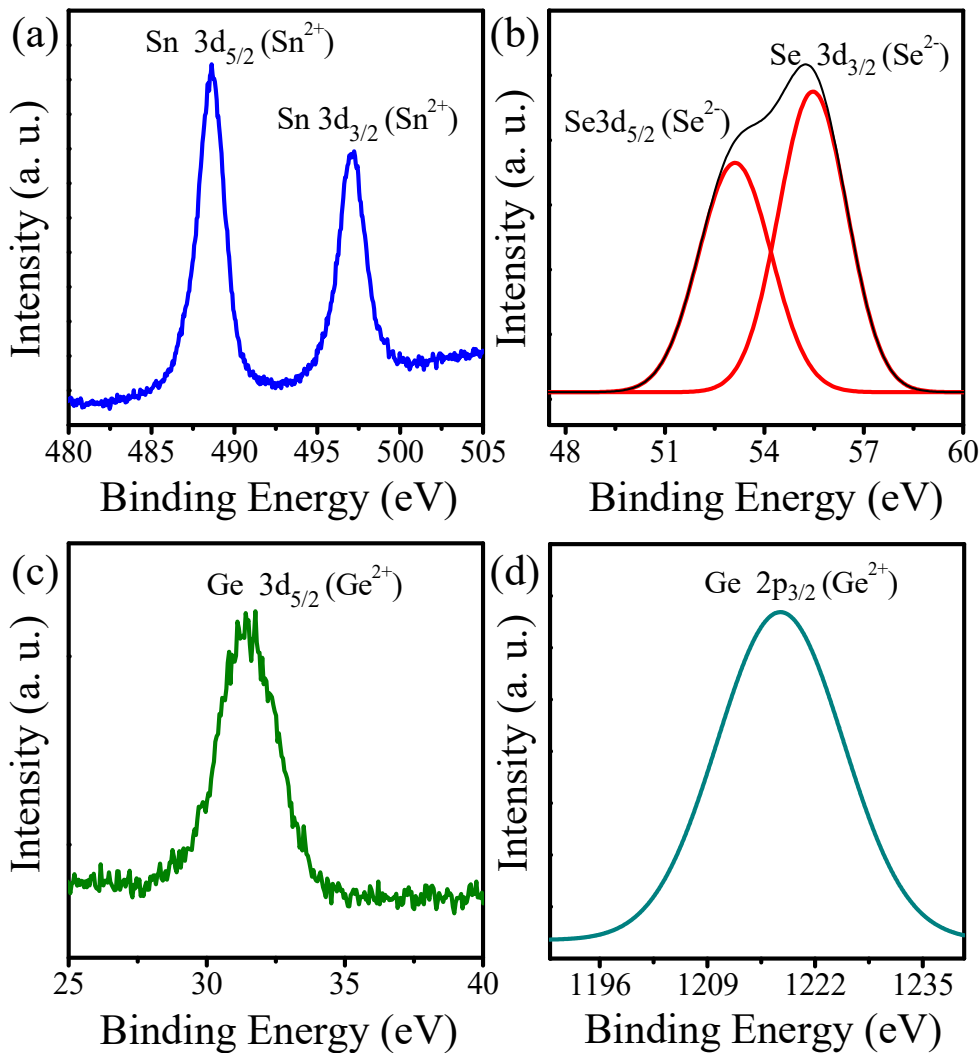 (a)
Sn 3d5/2 (Sn2+)
Sn 3d3/2 (Sn2+)
Intensity (a. u.)
480 485 490 495 500 505
Binding Energy (eV)
(b)
Se 3d3/2 (Se2-)
Se3d5/2 (Se2-)
Intensity (a. u.)
48 51 54 57 60
Binding Energy (eV)
(c)
Ge 3d5/2 (Ge2+)
Intensity (a. u.)
25 30 35 40
Binding Energy (eV)
(d)
Ge 2p3/2 (Ge2+)
Intensity (a. u.)
1196 1209 1222 1235
Binding Energy (eV)